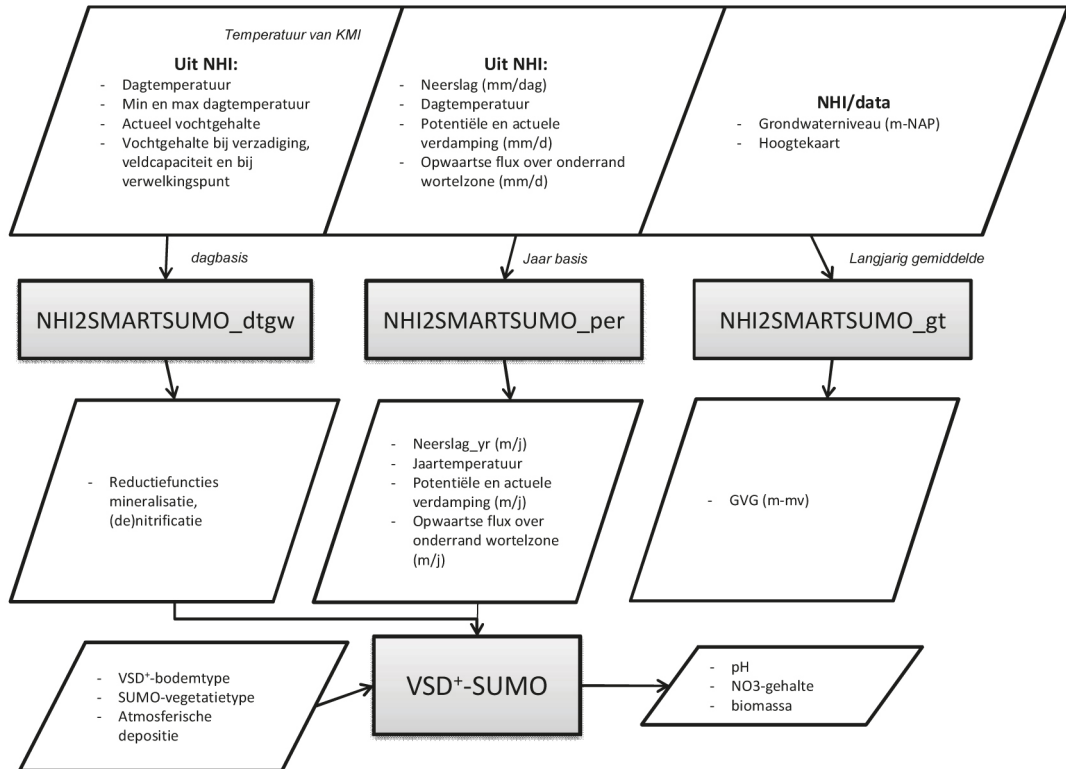 Temperatuur van KMI
Uit NHI:
- Dagtemperatuur
- Min en max dagtemperatuur
- Actueel vochtgehalte
- Vochtgehalte bij verzadiging,
veldcapaciteit en bij
verwelkingspunt
Uit NHI:
- Neerslag (mm/dag)
- Dagtemperatuur
- Potentiële en actuele
verdamping (mm/d)
- Opwaartse flux over onderrand
wortelzone (mm/d)
NHI/data
- Grondwaterniveau (m-NAP)
- Hoogtekaart
dagbasis
Jaar basis
Langjarig gemiddelde
NHI2SMARTSUMO_dtgw
NHI2SMARTSUMO_per
NHI2SMARTSUMO_gt
- Reductiefuncties
mineralisatie,
(de)nitrificatie
- Neerslag_yr (m/j)
- Jaartemperatuur
- Potentiële en actuele
verdamping (m/j)
- Opwaartse flux over
onderrand wortelzone
(m/j)
- GVG (m-mv)
- VSD⁺-bodemtype
- SUMO-vegetatietype
- Atmosferische
depositie
VSD⁺-SUMO
- pH
- NO3-gehalte
- biomassa